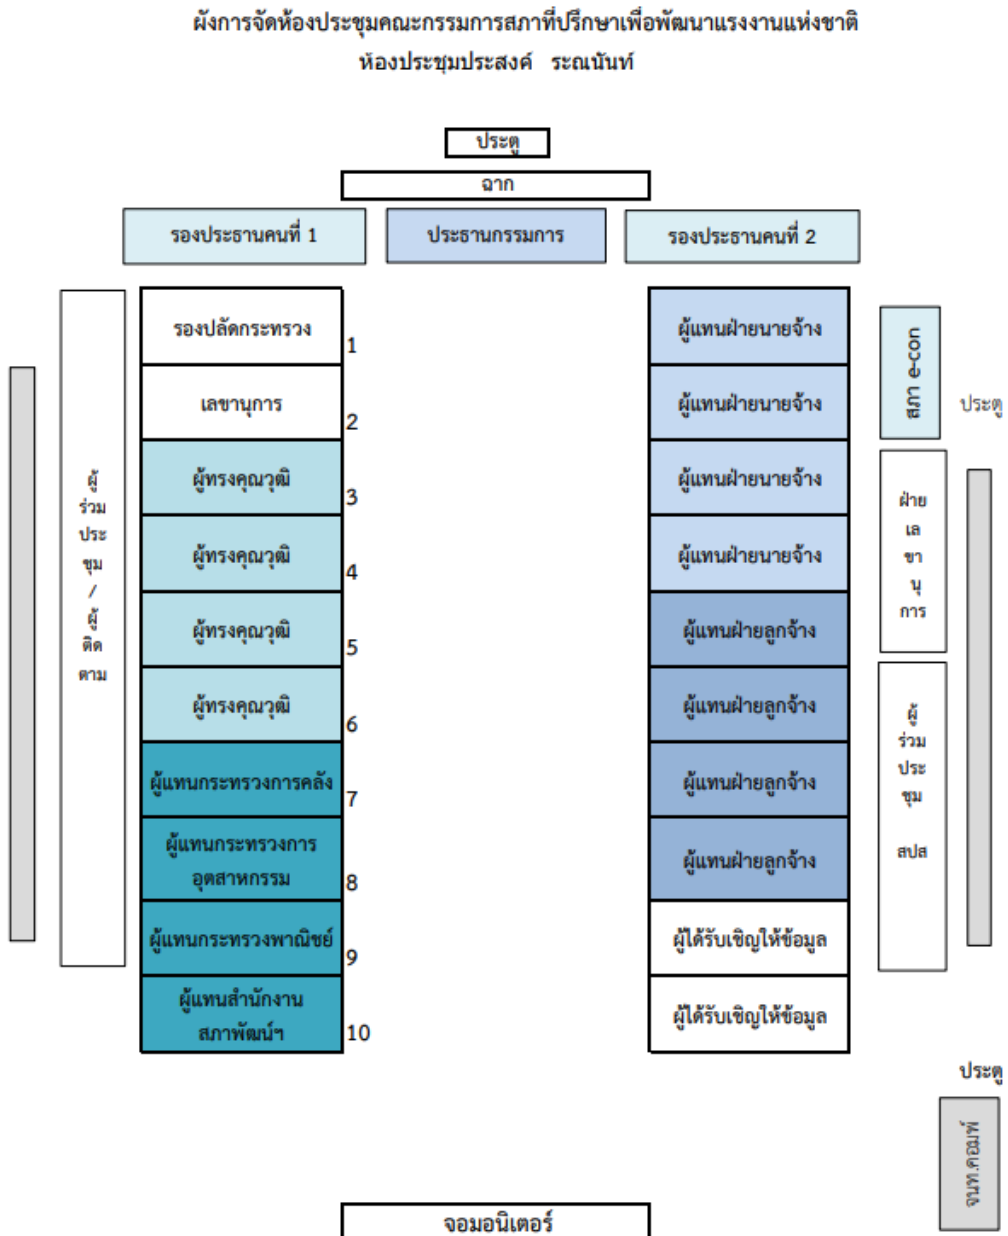 ผังการจัดห้องประชุมคณะกรรมการสภาที่ปรึกษาเพื่อพัฒนาแรงงานแห่งชาติ
ห้องประชุมประสงค์ ระณนันท์
ประตู
ฉาก
รองประธานคนที่ 1
ประธานกรรมการ
รองประธานคนที่ 2
ผู้
ร่วม
ประ
ชุม
/
ผู้
ติด
ตาม
รองปลัดกระทรวง
1
เลขานุการ
2
ผู้ทรงคุณวุฒิ
3
ผู้ทรงคุณวุฒิ
4
ผู้ทรงคุณวุฒิ
5
ผู้ทรงคุณวุฒิ
6
ผู้แทนกระทรวงการคลัง
7
ผู้แทนกระทรวงการ
อุตสาหกรรม
8
ผู้แทนกระทรวงพาณิชย์
9
ผู้แทนสำนักงาน
สภาพัฒน์ฯ
10
ผู้แทนฝ่ายนายจ้าง
ผู้แทนฝ่ายนายจ้าง
ผู้แทนฝ่ายนายจ้าง
ผู้แทนฝ่ายนายจ้าง
ผู้แทนฝ่ายลูกจ้าง
ผู้แทนฝ่ายลูกจ้าง
ผู้แทนฝ่ายลูกจ้าง
ผู้แทนฝ่ายลูกจ้าง
ผู้ได้รับเชิญให้ข้อมูล
ผู้ได้รับเชิญให้ข้อมูล
สภา e-con
ประตู
ฝ่าย
เล
ขา
นุ
การ
ผู้
ร่วม
ประ
ชุม
สปส
ประตู
จนท.คอมพ์
จอมอนิเตอร์